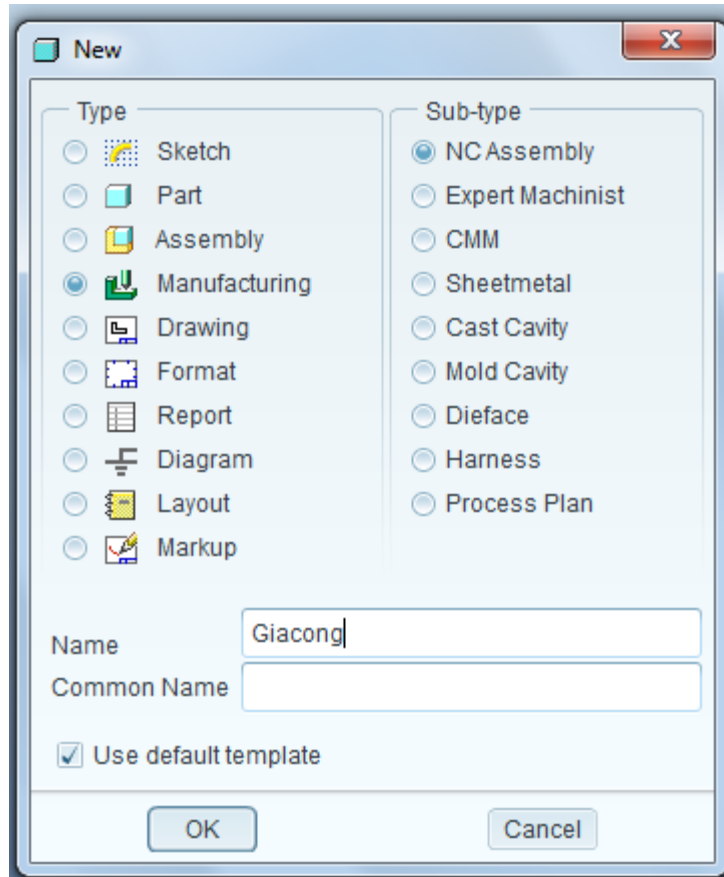 New
Type
Sketch
Part
Assembly
Manufacturing
Drawing
Format
Report
Diagram
Layout
Markup
Sub-type
NC Assembly
Expert Machinist
CMM
Sheetmetal
Cast Cavity
Mold Cavity
Dieface
Harness
Process Plan
Name Giacong
Common Name
Use default template
OK Cancel